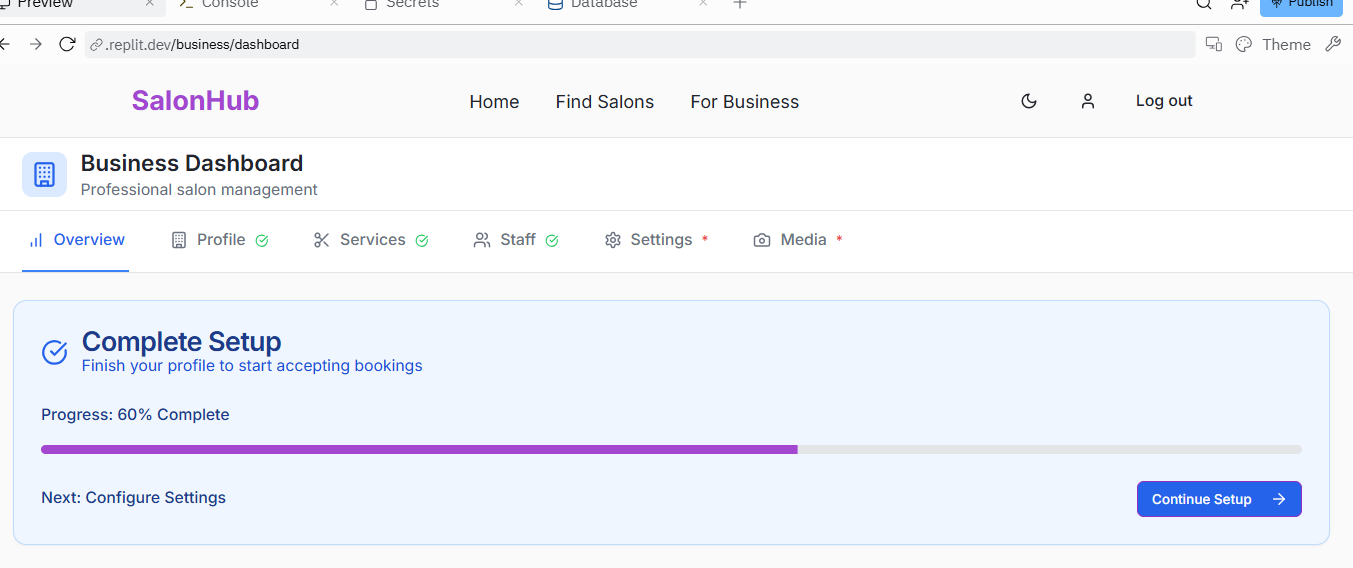 Preview
Console
Secrets
Database
Publish
.replit.dev/business/dashboard
Theme
SalonHub
Home
Find Salons
For Business
Log out
Business Dashboard
Professional salon management
Overview
Profile
Services
Staff
Settings *
Media *
Complete Setup
Finish your profile to start accepting bookings
Progress: 60% Complete
Next: Configure Settings
Continue Setup